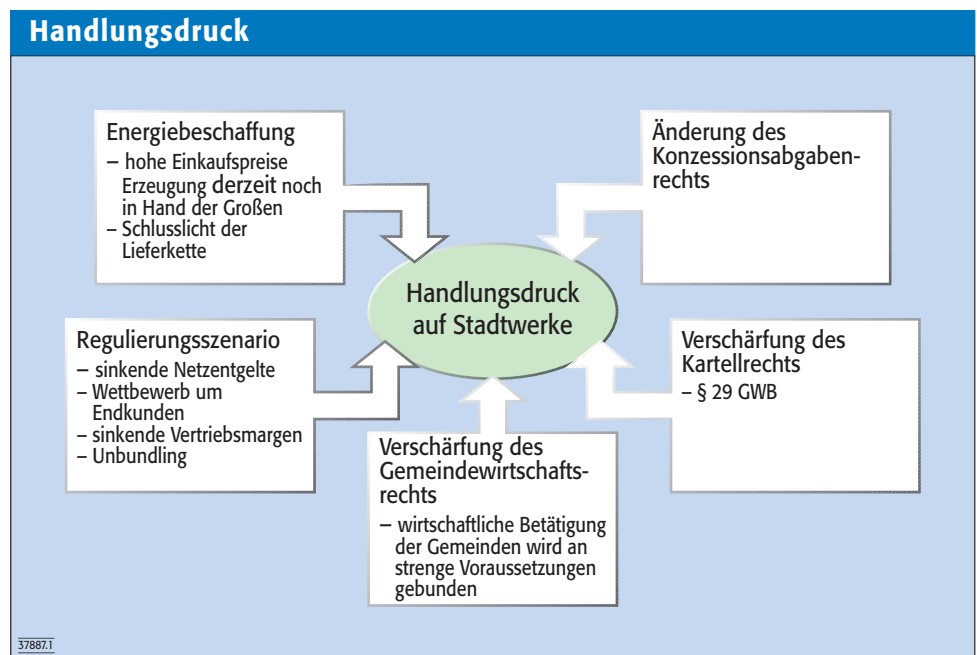 Handlungsdruck
Energiebeschaffung
– hohe Einkaufspreise
Erzeugung derzeit noch
in Hand der Großen
– Schlusslicht der
Lieferkette
Änderung des
Konzessionsabgaben-
rechts
Handlungsdruck
auf Stadtwerke
Regulierungsszenario
– sinkende Netzentgelte
– Wettbewerb um
Endkunden
– sinkende Vertriebsmargen
– Unbundling
Verschärfung des
Kartellrechts
– § 29 GWB
Verschärfung des
Gemeindewirtschafts-
rechts
– wirtschaftliche Betätigung
der Gemeinden wird an
strenge Voraussetzungen
gebunden
37887.1